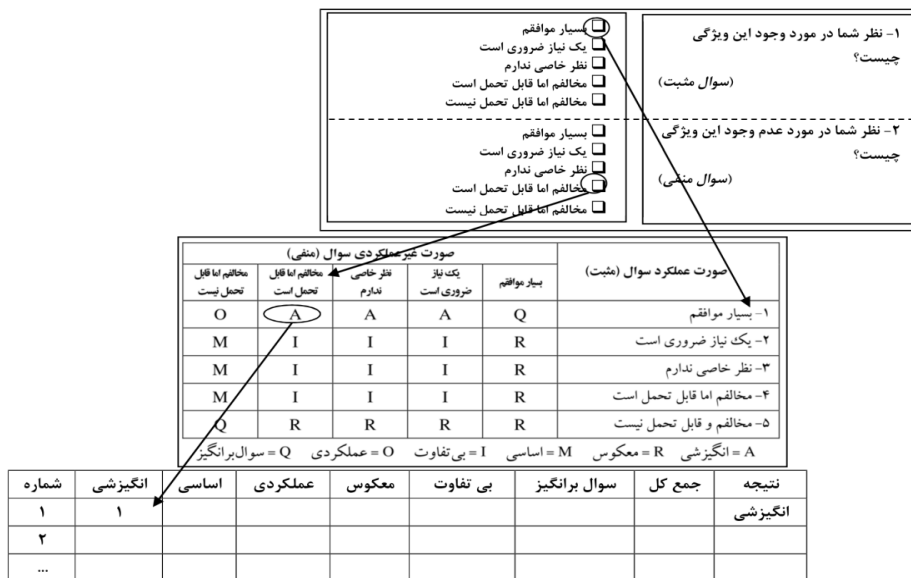 ۱- نظر شما در مورد وجود این ویژگی
چیست؟
(سوال مثبت)
بسیار موافقم
یک نیاز ضروری است
نظر خاصی ندارم
مخالفم اما قابل تحمل است
مخالفم اما قابل تحمل نیست
۲- نظر شما در مورد عدم وجود این ویژگی
چیست؟
(سوال منفی)
بسیار موافقم
یک نیاز ضروری است
نظر خاصی ندارم
مخالفم اما قابل تحمل است
مخالفم اما قابل تحمل نیست
صورت عملکرد سوال (مثبت)
صورت غیرعملکردی سوال (منفی)
بسیار موافقم
یک نیاز
ضروری است
نظر خاصی
ندارم
مخالفم اما قابل
تحمل است
مخالفم اما قابل
تحمل نیست
۱- بسیار موافقم Q A A A O
۲- یک نیاز ضروری است R I I I M
۳- نظر خاصی ندارم R I I I M
۴- مخالفم اما قابل تحمل است R I I I M
۵- مخالفم و قابل تحمل نیست R R R R Q
A = انگیزشی R = معکوس M = اساسی I = بی‌تفاوت O = عملکردی Q = سوال‌برانگیز
شماره انگیزشی اساسی عملکردی معکوس بی تفاوت سوال برانگیز جمع کل نتیجه
۱ ۱ انگیزشی
۲
...